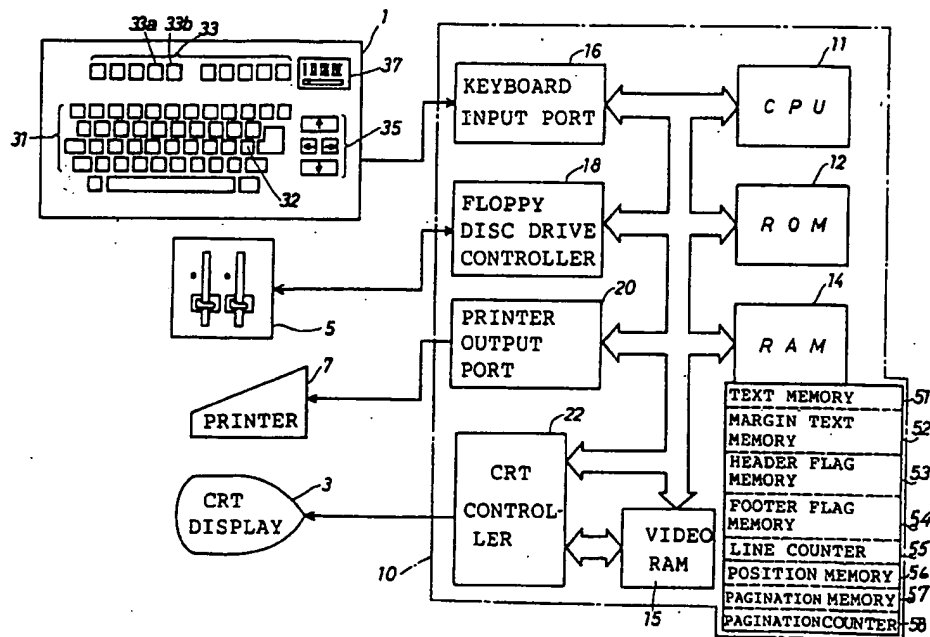 33a
33b
33
1
16
11
37
KEYBOARD
INPUT PORT
CPU
31
35
32
18
12
FLOPPY
DISC DRIVE
CONTROLLER
ROM
5
20
14
PRINTER
OUTPUT
PORT
RAM
7
PRINTER
22
TEXT MEMORY
51
MARGIN TEXT
MEMORY
52
HEADER FLAG
MEMORY
53
FOOTER FLAG
MEMORY
54
LINE COUNTER
55
POSITION MEMORY
56
PAGINATION MEMORY
57
PAGINATION COUNTER
58
3
CRT
DISPLAY
CRT
CONTROL-
LER
VIDEO
RAM
10
15